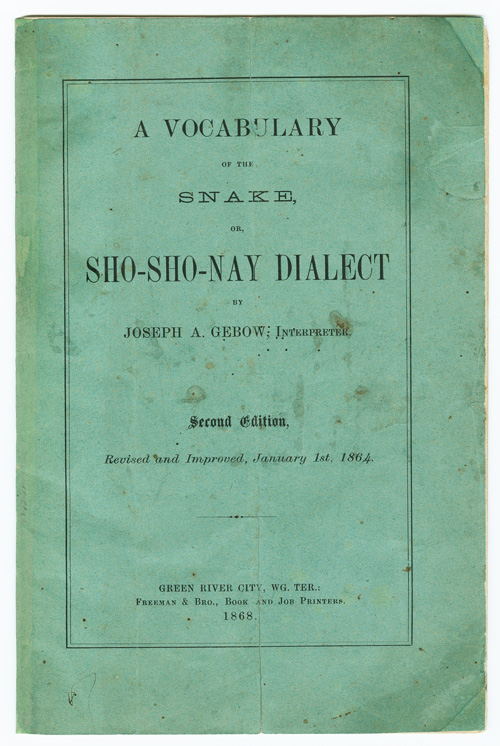 A VOCABULARY
OF THE
SNAKE,
OR,
SHO-SHO-NAY DIALECT
BY
JOSEPH A. GEBOW, INTERPRETER.
Second Edition,
Revised and Improved, January 1st, 1864.
GREEN RIVER CITY, WG. TER.:
FREEMAN & BRO., BOOK AND JOB PRINTERS.
1868.